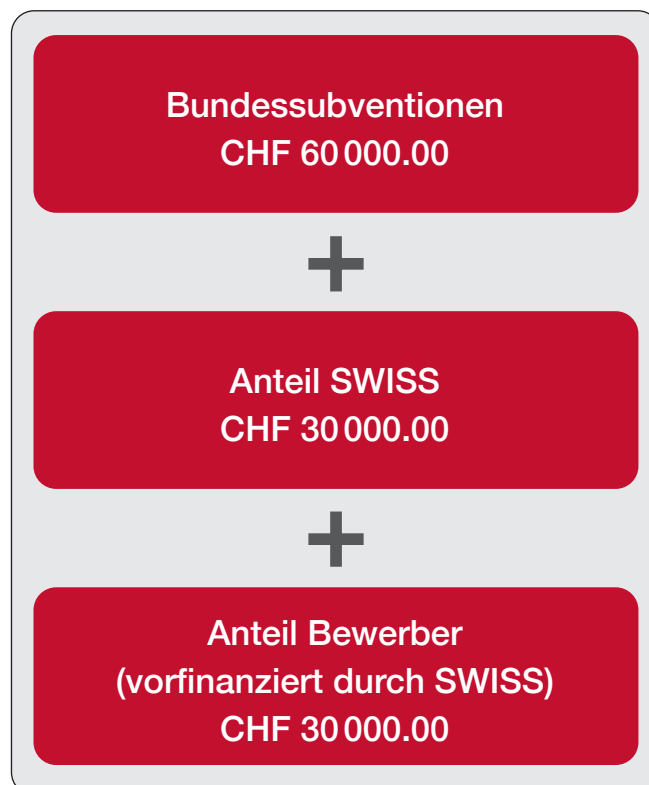 Bundessubventionen
CHF 60 000.00
+
Anteil SWISS
CHF 30 000.00
+
Anteil Bewerber
(vorfinanziert durch SWISS)
CHF 30 000.00